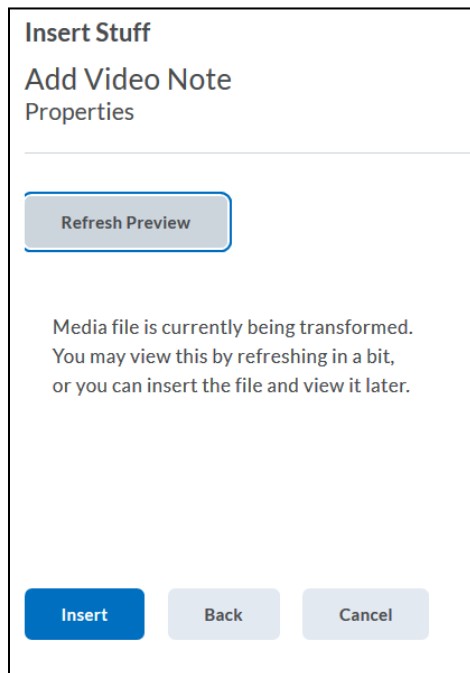 Insert Stuff
Add Video Note
Properties
Refresh Preview
Media file is currently being transformed.
You may view this by refreshing in a bit,
or you can insert the file and view it later.
Insert Back Cancel